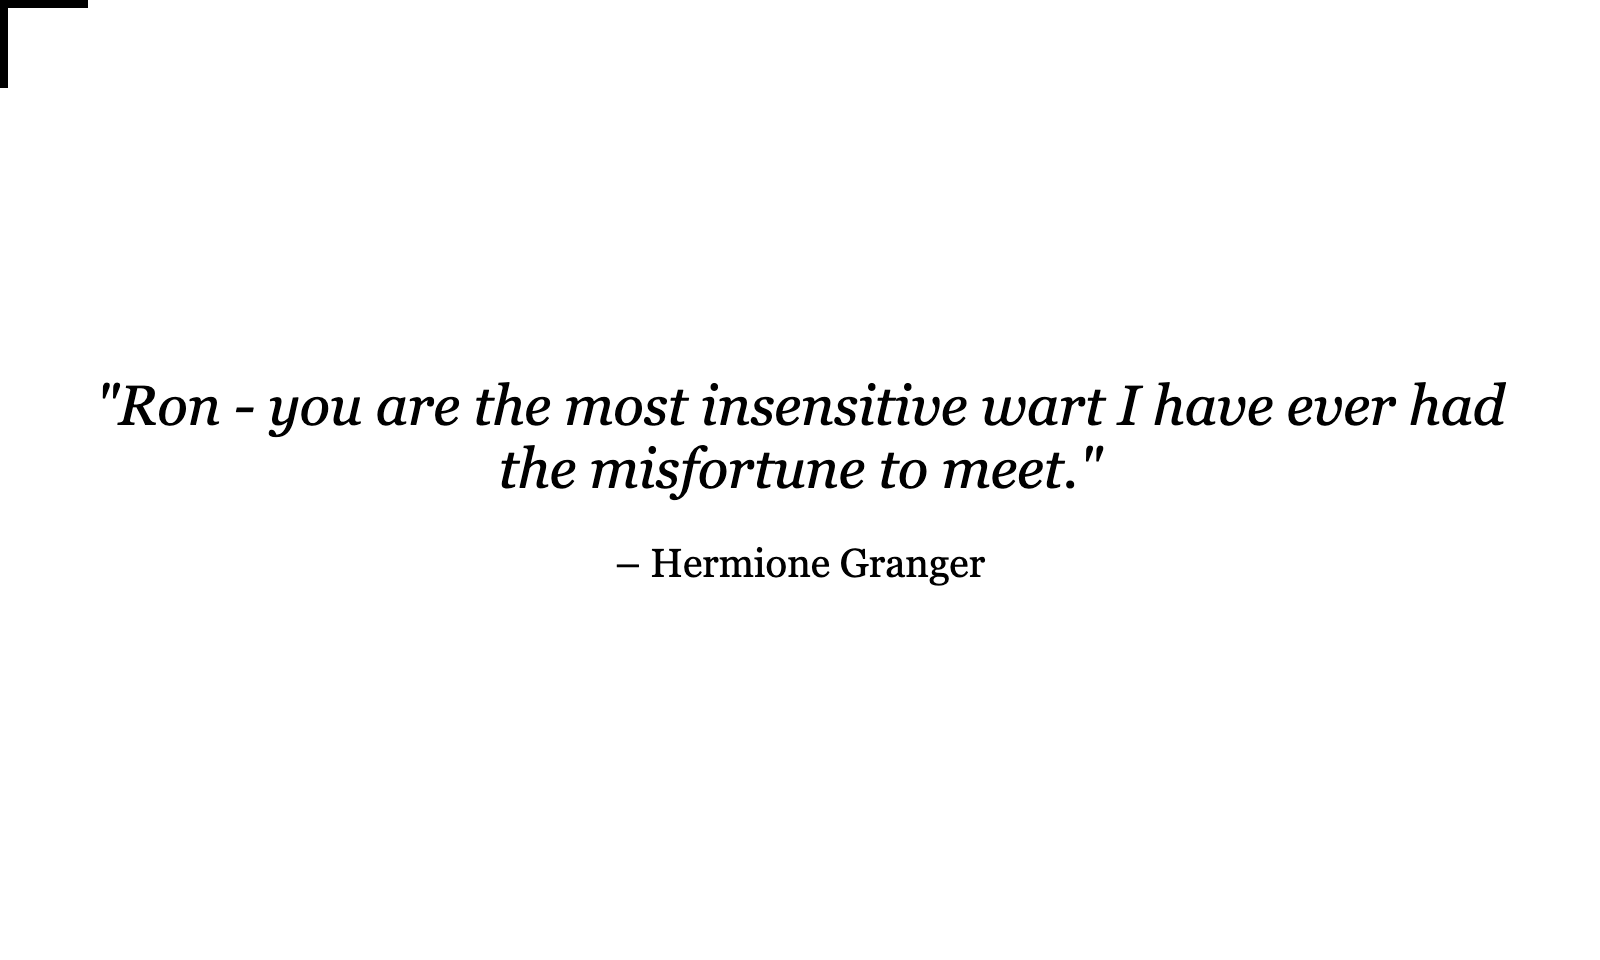 "Ron - you are the most insensitive wart I have ever had
the misfortune to meet."
– Hermione Granger